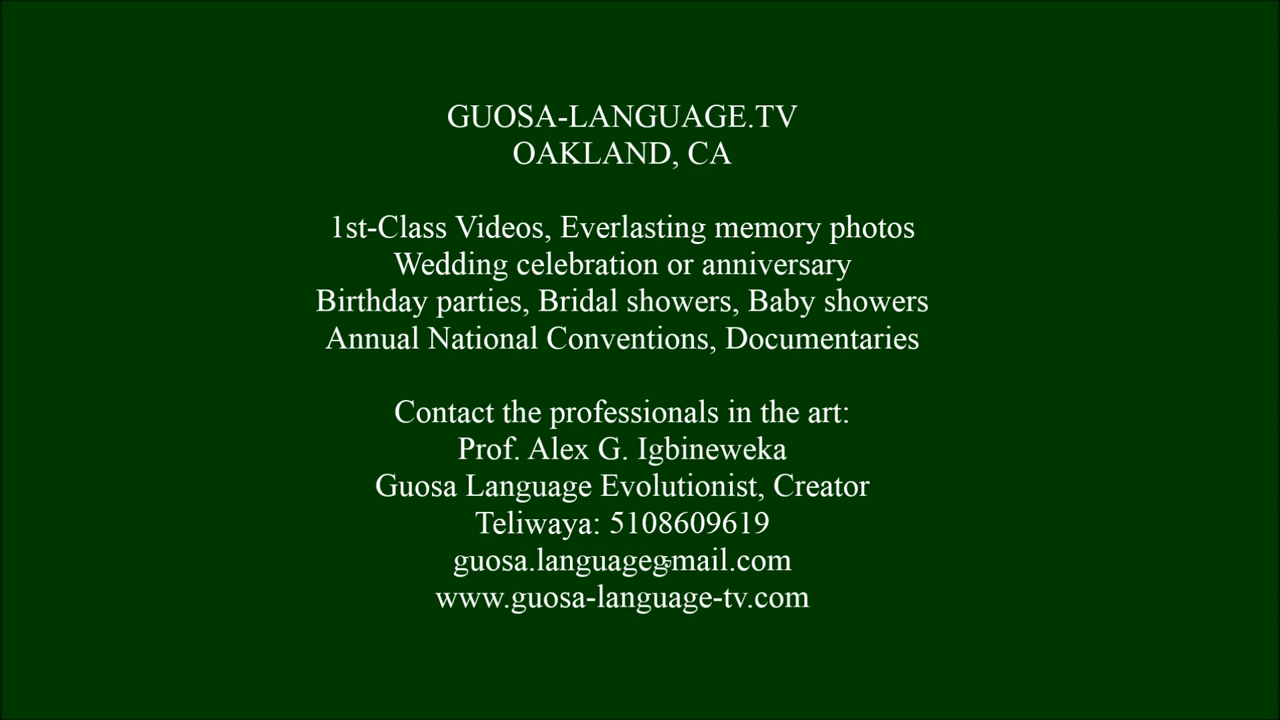 GUOSA-LANGUAGE.TV
OAKLAND, CA
1st-Class Videos, Everlasting memory photos
Wedding celebration or anniversary
Birthday parties, Bridal showers, Baby showers
Annual National Conventions, Documentaries
Contact the professionals in the art:
Prof. Alex G. Igbineweka
Guosa Language Evolutionist, Creator
Teliwaya: 5108609619
guosa.languagegmail.com
www.guosa-language-tv.com